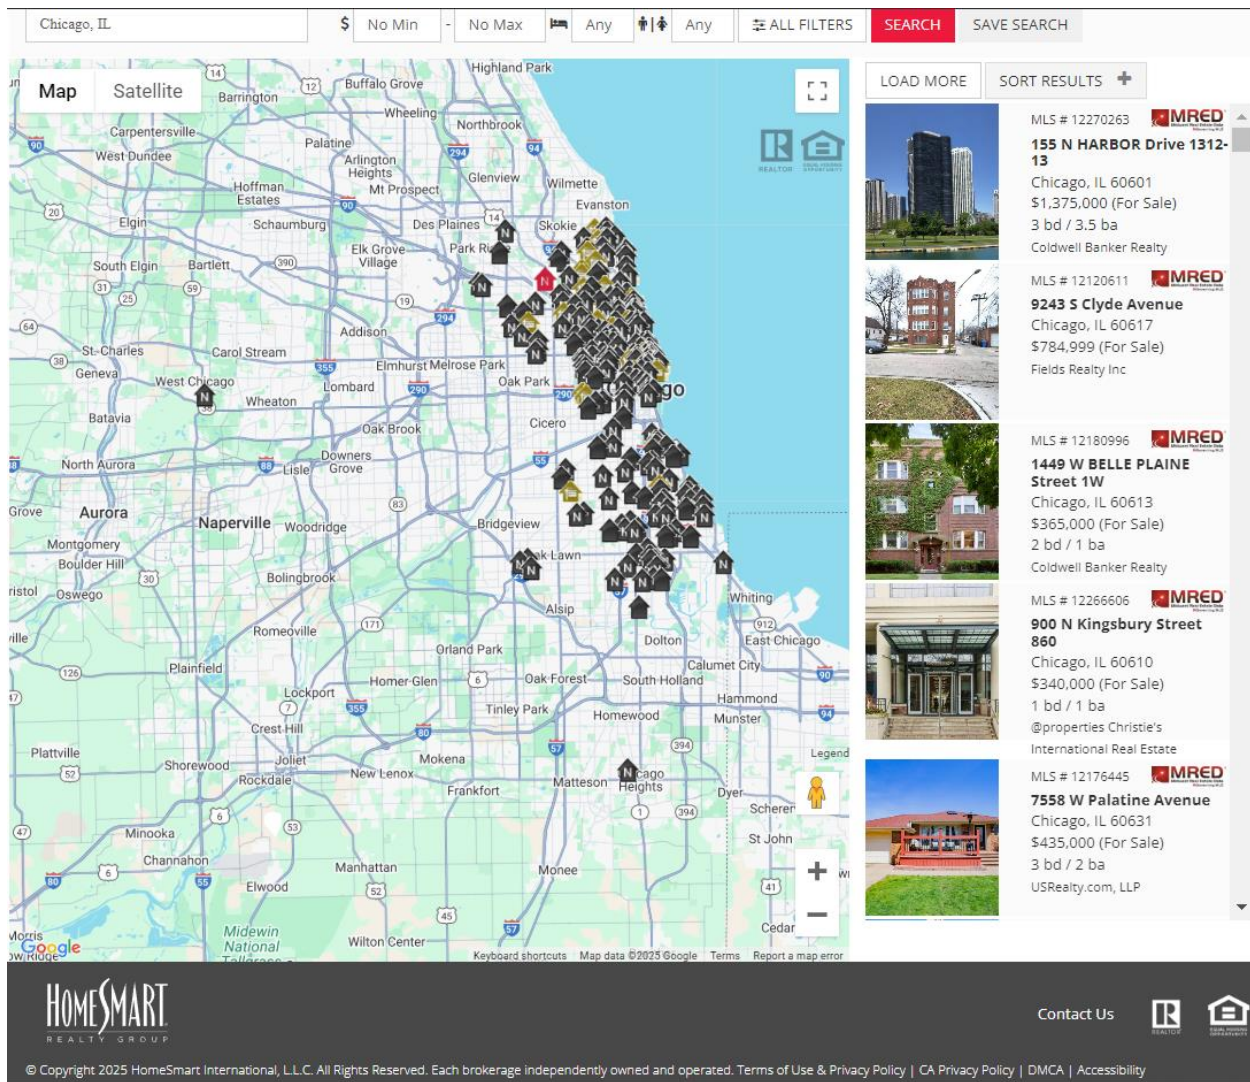 Chicago, IL
$ No Min - No Max Any Any ALL FILTERS SEARCH SAVE SEARCH
Map Satellite
LOAD MORE SORT RESULTS +
MLS # 12270263 MRED
155 N HARBOR Drive 1312-
13
Chicago, IL 60601
$1,375,000 (For Sale)
3 bd / 3.5 ba
Coldwell Banker Realty
MLS # 12120611 MRED
9243 S Clyde Avenue
Chicago, IL 60617
$784,999 (For Sale)
Fields Realty Inc
MLS # 12180996 MRED
1449 W BELLE PLAINE
Street 1W
Chicago, IL 60613
$365,000 (For Sale)
2 bd / 1 ba
Coldwell Banker Realty
MLS # 12266606 MRED
900 N Kingsbury Street
860
Chicago, IL 60610
$340,000 (For Sale)
1 bd / 1 ba
@properties Christie's
International Real Estate
MLS # 12176445 MRED
7558 W Palatine Avenue
Chicago, IL 60631
$435,000 (For Sale)
3 bd / 2 ba
USRealty.com, LLP
Highland Park
Buffalo Grove
Barrington
Wheeling
Northbrook
Carpentersville
Palatine
West Dundee
Arlington
Heights
Glenview
Wilmette
Hoffman
Estates
Mt Prospect
Evanston
Elgin
Schaumburg
Des Plaines
Skokie
Elk Grove
Village
South Elgin
Bartlett
Addison
St. Charles
Carol Stream
Geneva
Elmhurst
Melrose Park
West Chicago
Lombard
Oak Park
Wheaton
Batavia
Oak Brook
Cicero
Downers
Grove
North Aurora
Lisle
Aurora
Naperville
Woodridge
Bridgeview
Montgomery
Boulder Hill
Bolingbrook
Oswego
Alsip
Whiting
Romeoville
Dolton
East Chicago
Orland Park
Calumet City
Plainfield
Homer Glen
Oak Forest
South Holland
Lockport
Hammond
Tinley Park
Homewood
Munster
Crest Hill
Plattville
Shorewood
Joliet
Mokena
Legend
Rockdale
New Lenox
Frankfort
Matteson
Heights
Dyer
St John
Minooka
Channahon
Manhattan
Monee
Elwood
Midewin
National
Wilton Center
Cedar
Morris
Google
Keyboard shortcuts Map data ©2025 Google Terms Report a map error
REALTOR
HOMESMART
REALTY GROUP
Contact Us
© Copyright 2025 HomeSmart International, L.L.C. All Rights Reserved. Each brokerage independently owned and operated. Terms of Use & Privacy Policy | CA Privacy Policy | DMCA | Accessibility